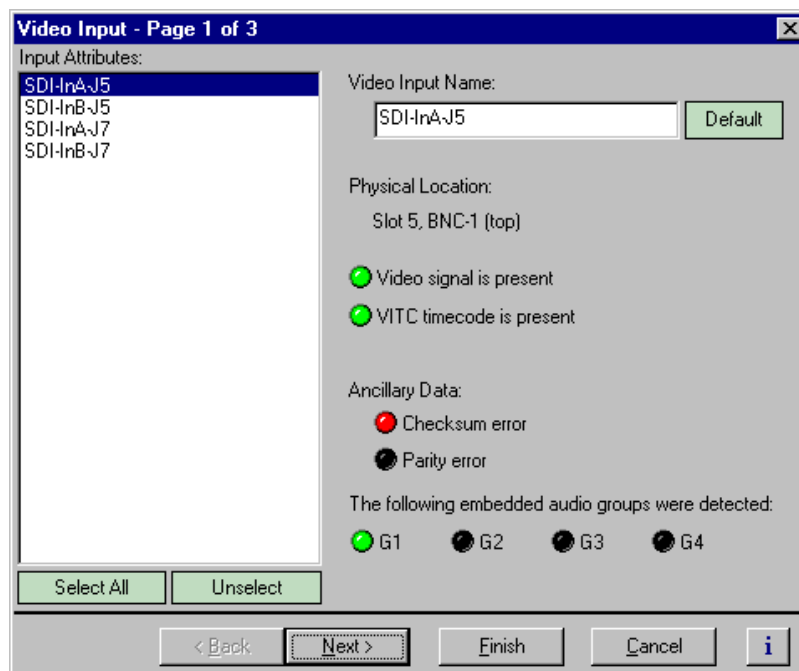 Video Input - Page 1 of 3
Input Attributes:
SDI-InA-J5
SDI-InB-J5
SDI-InA-J7
SDI-InB-J7
Select All
Unselect
Video Input Name:
SDI-InA-J5
Default
Physical Location:
Slot 5, BNC-1 (top)
Video signal is present
VITC timecode is present
Ancillary Data:
Checksum error
Parity error
The following embedded audio groups were detected:
G1 G2 G3 G4
< Back Next > Finish Cancel i